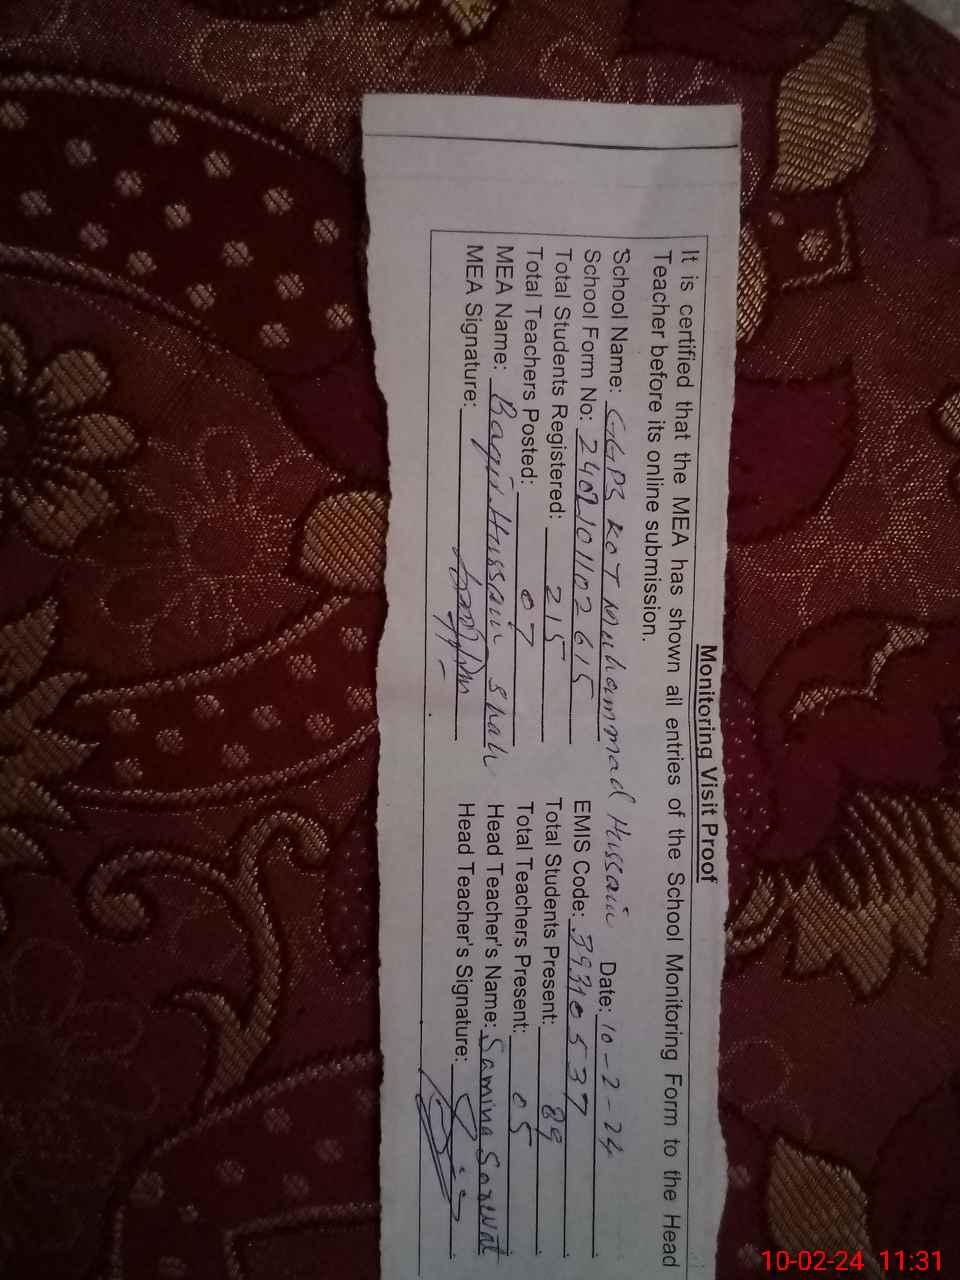 Monitoring Visit Proof
It is certified that the MEA has shown all entries of the School Monitoring Form to the Head
Teacher before its online submission.
School Name: GGPS KOT Muhammad Hussain Date: 10-2-24
School Form No: 2402101102615 EMIS Code: 39310537
Total Students Registered: 215 Total Students Present: 89
Total Teachers Posted: 07 Total Teachers Present: 05
MEA Name: Baqir Hussain Shah Head Teacher's Name: Samina
MEA Signature: Head Teacher's Signature:
10-02-24 11:31